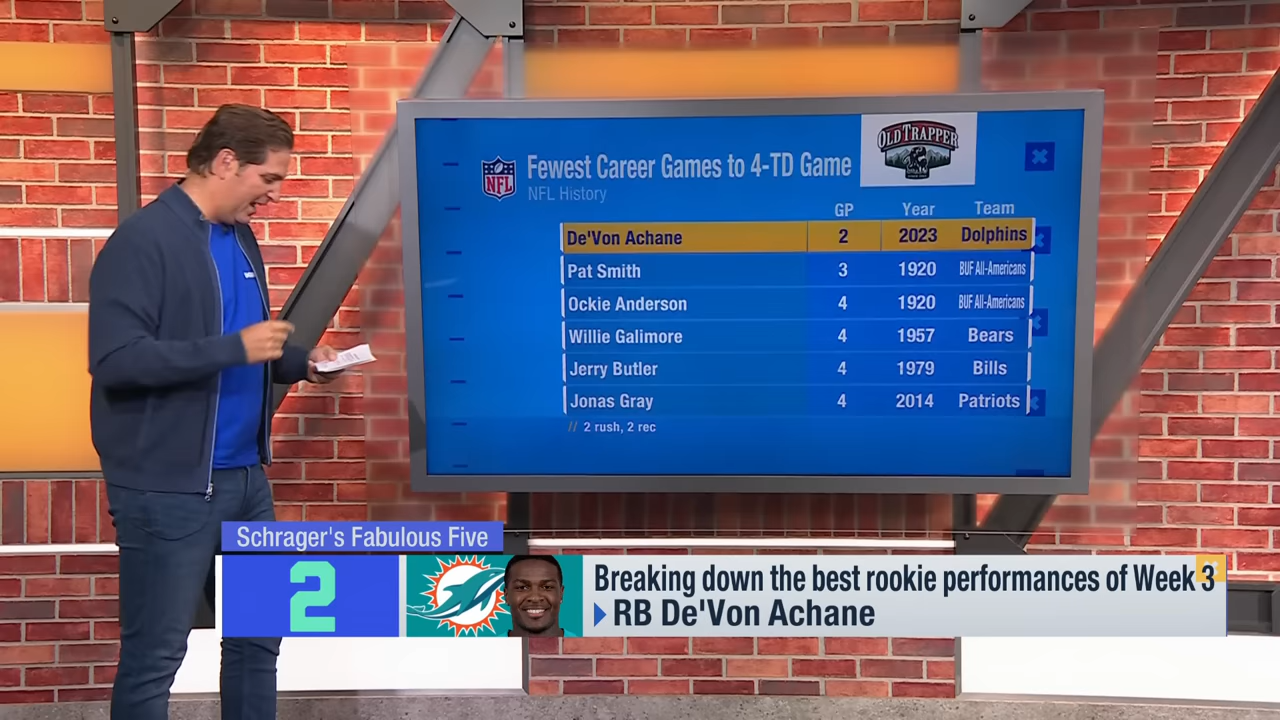 OLD TRAPPER
Fewest Career Games to 4-TD Game
NFL
NFL History
GP Year Team
De'Von Achane 2 2023 Dolphins
Pat Smith 3 1920 BUF All-Americans
Ockie Anderson 4 1920 BUF All-Americans
Willie Galimore 4 1957 Bears
Jerry Butler 4 1979 Bills
Jonas Gray 4 2014 Patriots
// 2 rush, 2 rec
Schrager's Fabulous Five
2
Breaking down the best rookie performances of Week 3
RB De'Von Achane